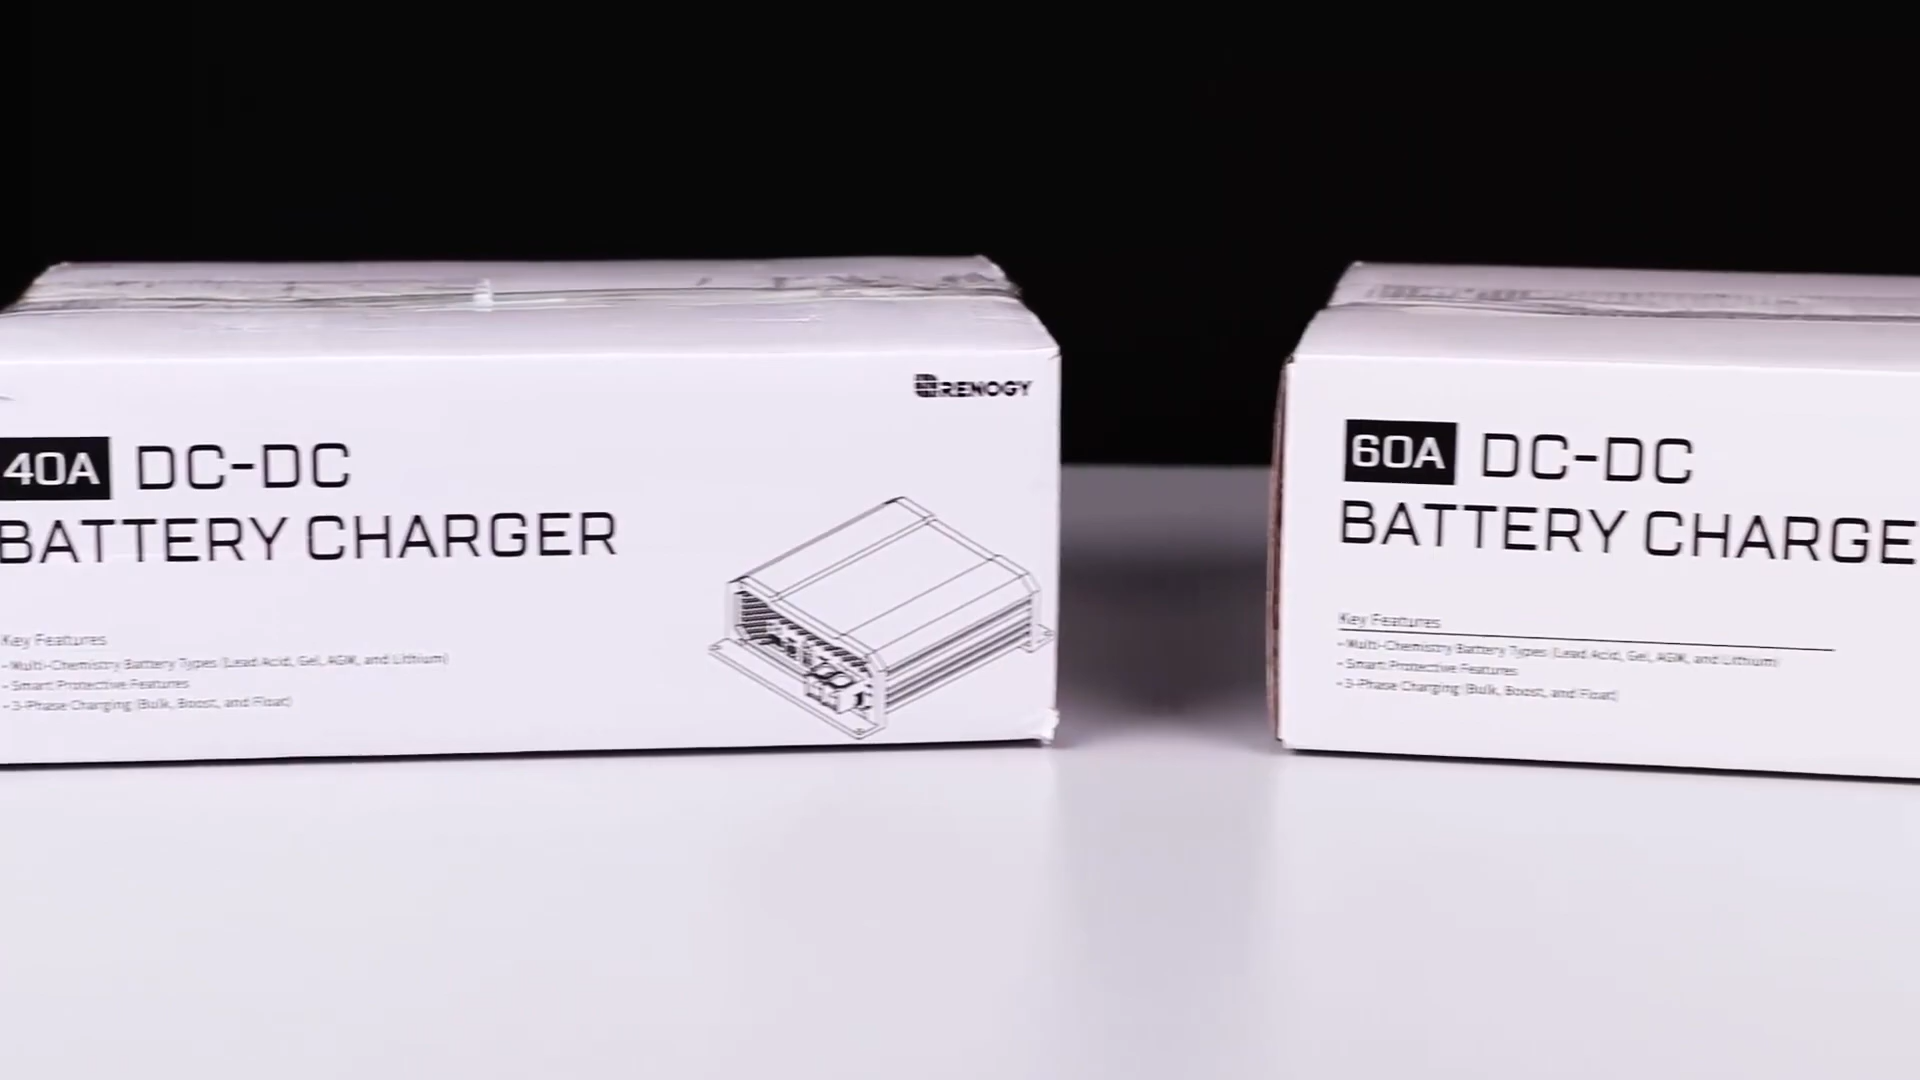 RENOGY
40A DC-DC
BATTERY CHARGER
Key Features
- Multi-Chemistry Battery Types (Lead Acid, Gel, AGM, and Lithium)
- Smart Protective Features
- 3-Phase Charging (Bulk, Boost, and Float)
60A DC-DC
BATTERY CHARGE
Key Features
- Multi-Chemistry Battery Types (Lead Acid, Gel, AGM, and Lithium)
- Smart Protective Features
- 3-Phase Charging (Bulk, Boost, and Float)